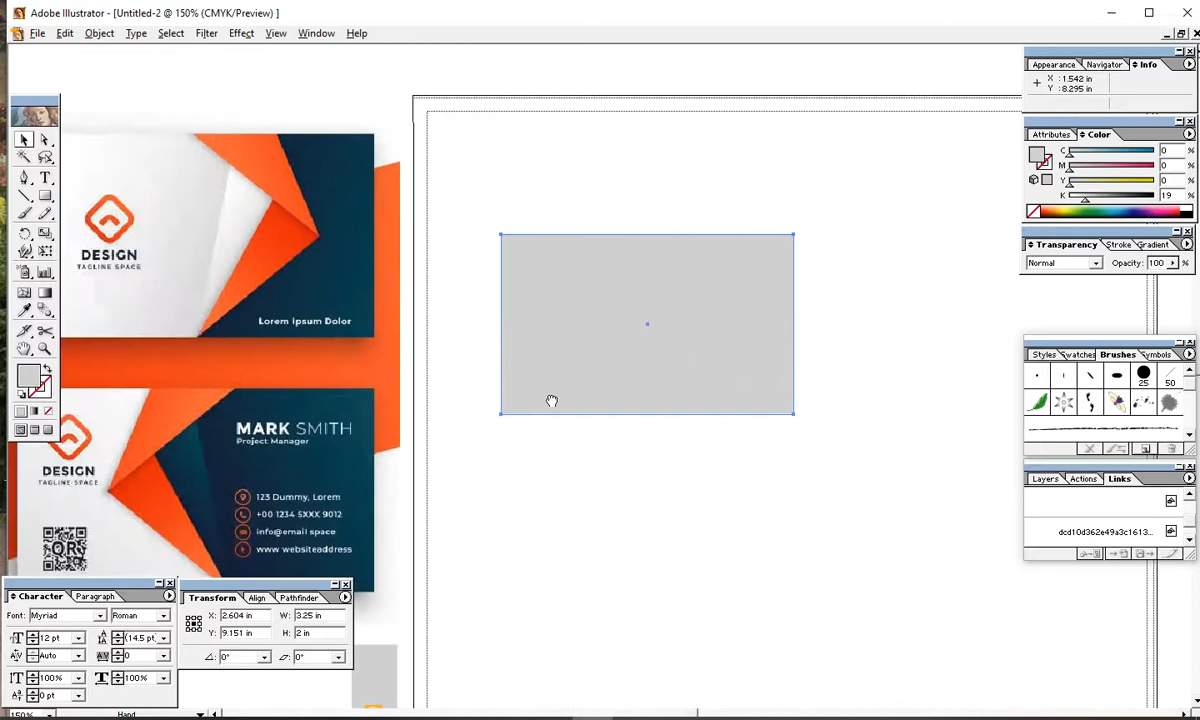 Adobe Illustrator - [Untitled-2 @ 150% (CMYK/Preview) ]
File Edit Object Type Select Filter Effect View Window Help
Appearance Navigator Info
X :1.542 in
Y :8.295 in
Attributes Color
C 0 %
M 0
Y 0
K 19 %
Transparency Stroke Gradient
Normal Opacity: 100
Styles Swatches Brushes Symbols
25 50
Layers Actions Links
dcd10d362e49a3c1613...
DESIGN
TAGLINE SPACE
Lorem Ipsum Dolor
MARK SMITH
Project Manager
DESIGN
TAGLINE SPACE
123 Dummy, Lorem
+00 1234 5XXX 9012
info@email space
www websiteaddress
QR
Character Paragraph
Font: Myriad Roman
12 pt (14.5 pt)
Auto 0
100% 100%
0 pt
Transform Align Pathfinder
X: 2.604 in W: 3.25 in
Y: 9.151 in H: 2 in
0° 0°
150% Hand